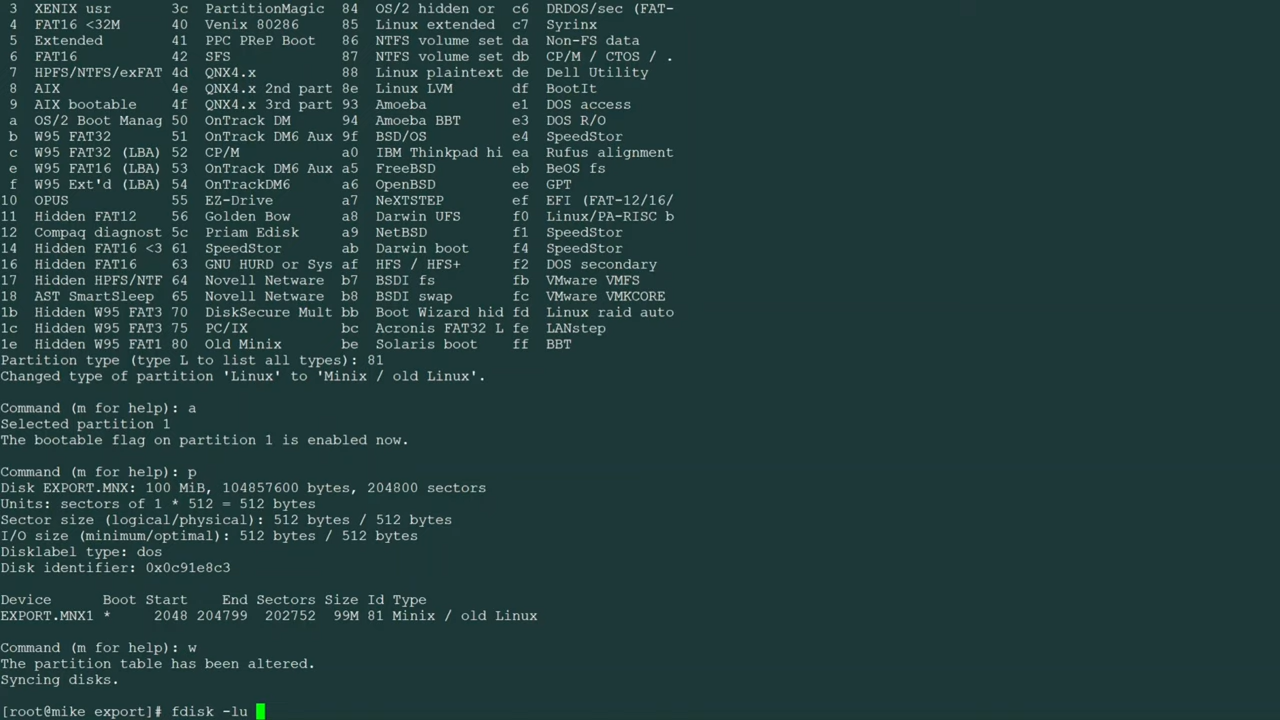 3  XENIX usr       3c  PartitionMagic  84  OS/2 hidden or  c6  DRDOS/sec (FAT-
4  FAT16 <32M      40  Venix 80286     85  Linux extended  c7  Syrinx
5  Extended        41  PPC PReP Boot   86  NTFS volume set da  Non-FS data
6  FAT16           42  SFS             87  NTFS volume set db  CP/M / CTOS / .
7  HPFS/NTFS/exFAT 4d  QNX4.x          88  Linux plaintext de  Dell Utility
8  AIX             4e  QNX4.x 2nd part 8e  Linux LVM       df  BootIt
9  AIX bootable    4f  QNX4.x 3rd part 93  Amoeba          e1  DOS access
a  OS/2 Boot Manag 50  OnTrack DM      94  Amoeba BBT      e3  DOS R/O
b  W95 FAT32       51  OnTrack DM6 Aux 9f  BSD/OS          e4  SpeedStor
c  W95 FAT32 (LBA) 52  CP/M            a0  IBM Thinkpad hi ea  Rufus alignment
e  W95 FAT16 (LBA) 53  OnTrack DM6 Aux a5  FreeBSD         eb  BeOS fs
f  W95 Ext'd (LBA) 54  OnTrackDM6      a6  OpenBSD         ee  GPT
10  OPUS            55  EZ-Drive        a7  NeXTSTEP        ef  EFI (FAT-12/16/
11  Hidden FAT12    56  Golden Bow      a8  Darwin UFS      f0  Linux/PA-RISC b
12  Compaq diagnost 5c  Priam Edisk     a9  NetBSD          f1  SpeedStor
14  Hidden FAT16 <3 61  SpeedStor       ab  Darwin boot     f4  SpeedStor
16  Hidden FAT16    63  GNU HURD or Sys af  HFS / HFS+      f2  DOS secondary
17  Hidden HPFS/NTF 64  Novell Netware  b7  BSDI fs         fb  VMware VMFS
18  AST SmartSleep  65  Novell Netware  b8  BSDI swap       fc  VMware VMKCORE
1b  Hidden W95 FAT3 70  DiskSecure Mult bb  Boot Wizard hid fd  Linux raid auto
1c  Hidden W95 FAT3 75  PC/IX           bc  Acronis FAT32 L fe  LANstep
1e  Hidden W95 FAT1 80  Old Minix       be  Solaris boot    ff  BBT
Partition type (type L to list all types): 81
Changed type of partition 'Linux' to 'Minix / old Linux'.
Command (m for help): a
Selected partition 1
The bootable flag on partition 1 is enabled now.
Command (m for help): p
Disk EXPORT.MNX: 100 MiB, 104857600 bytes, 204800 sectors
Units: sectors of 1 * 512 = 512 bytes
Sector size (logical/physical): 512 bytes / 512 bytes
I/O size (minimum/optimal): 512 bytes / 512 bytes
Disklabel type: dos
Disk identifier: 0x0c91e8c3
Device      Boot Start    End Sectors Size Id Type
EXPORT.MNX1 *     2048 204799  202752  99M 81 Minix / old Linux
Command (m for help): w
The partition table has been altered.
Syncing disks.
[root@mike export]# fdisk -lu